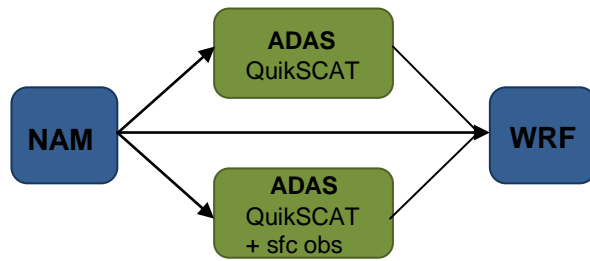 ADAS
QuikSCAT
NAM
WRF
ADAS
QuikSCAT
+ sfc obs